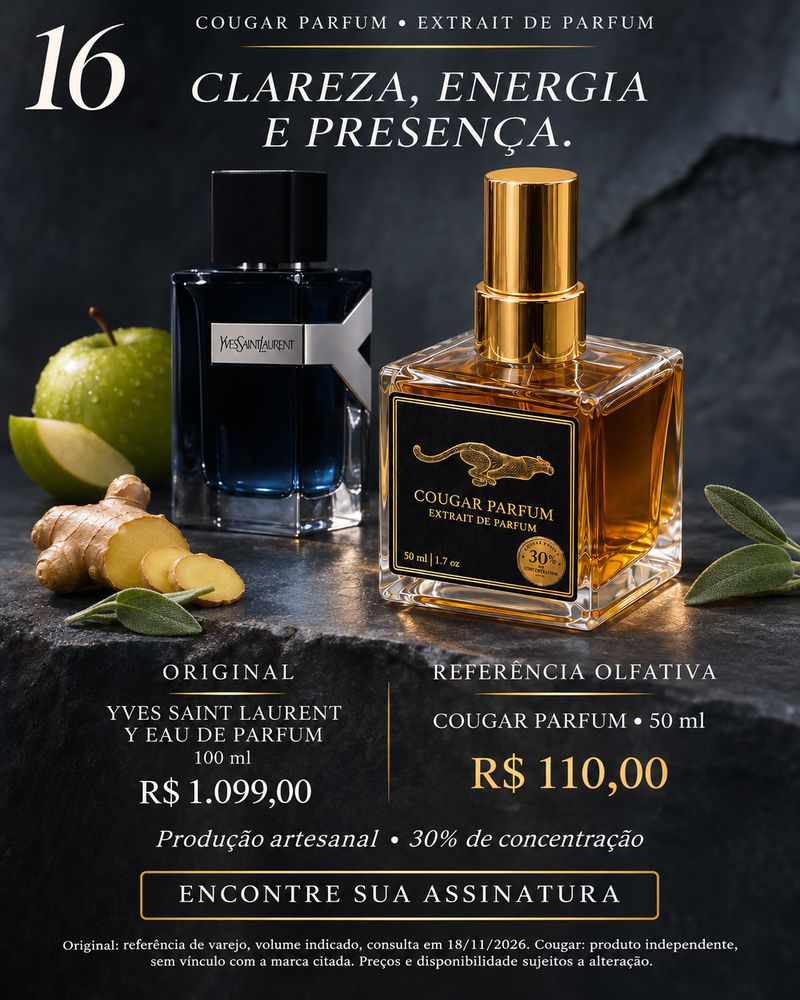 16
COUGAR PARFUM • EXTRAIT DE PARFUM
CLAREZA, ENERGIA
E PRESENÇA.
YVESSAINTLAURENT
COUGAR PARFUM
EXTRAIT DE PARFUM
50 ml | 1.7 oz
30%
CONCENTRATION
ORIGINAL
YVES SAINT LAURENT
Y EAU DE PARFUM
100 ml
R$ 1.099,00
REFERÊNCIA OLFATIVA
COUGAR PARFUM • 50 ml
R$ 110,00
Produção artesanal • 30% de concentração
ENCONTRE SUA ASSINATURA
Original: referência de varejo, volume indicado, consulta em 18/11/2026. Cougar: produto independente,
sem vínculo com a marca citada. Preços e disponibilidade sujeitos a alteração.